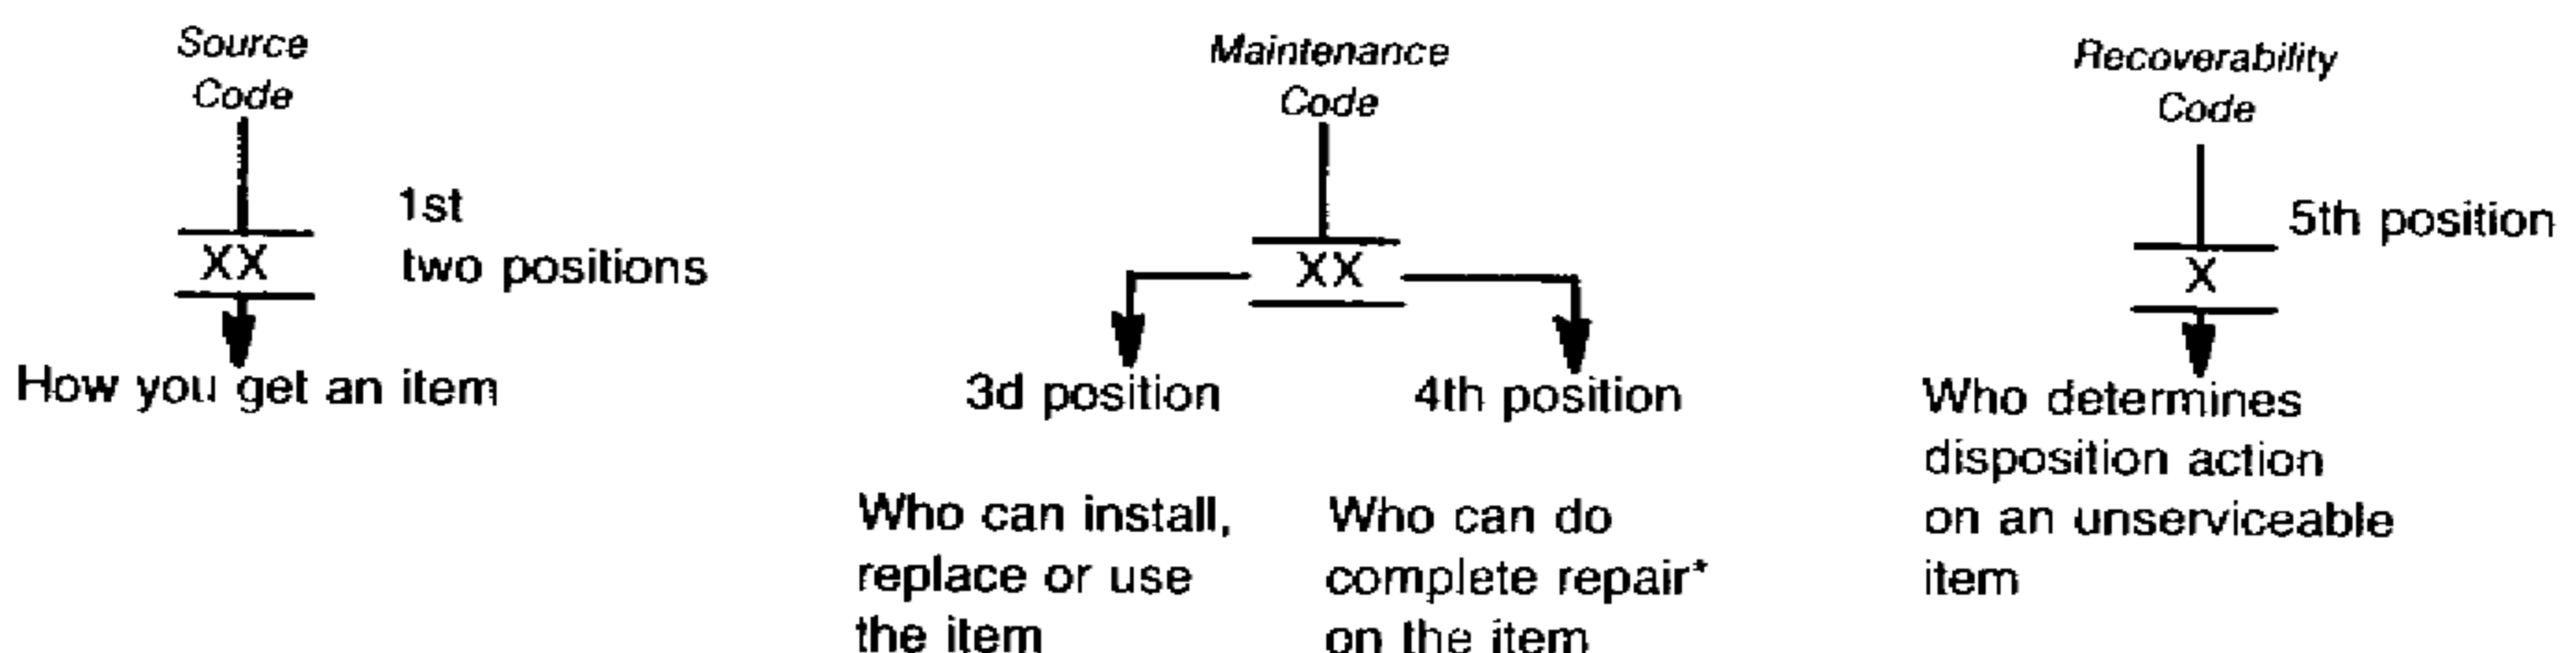 Source
Code
XX
1st
two positions
How you get an item
Maintenance
Code
XX
3d position
4th position
Who can install,
replace or use
the item
Who can do
complete repair*
on the item
Recoverability
Code
X
5th position
Who determines
disposition action
on an unserviceable
item